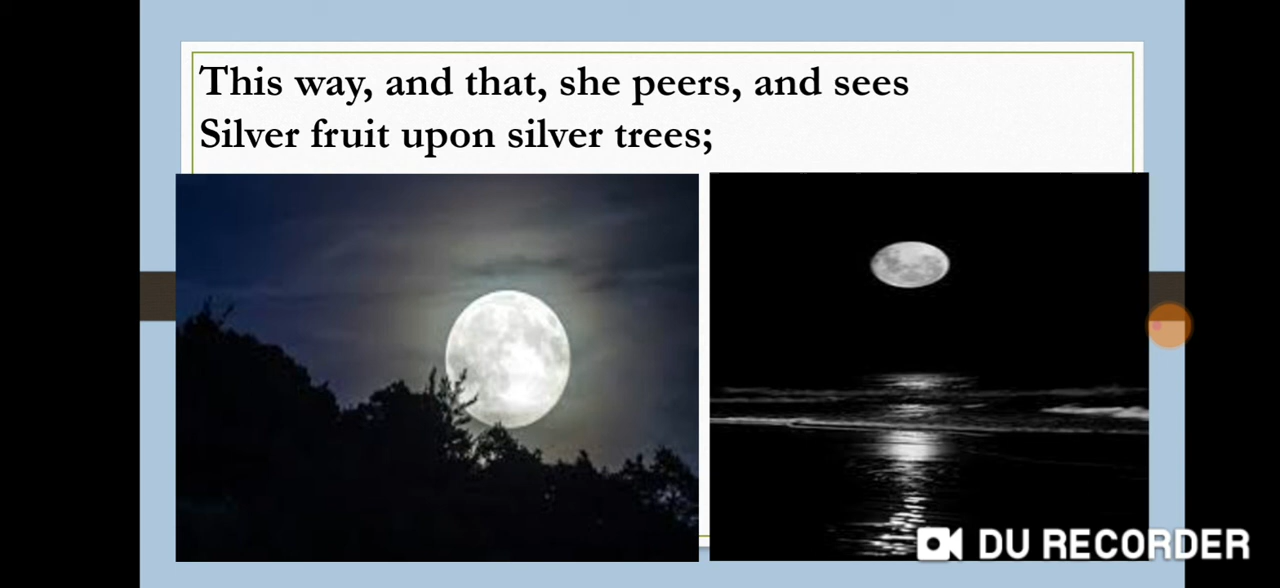 This way, and that, she peers, and sees
Silver fruit upon silver trees;
DU RECORDER